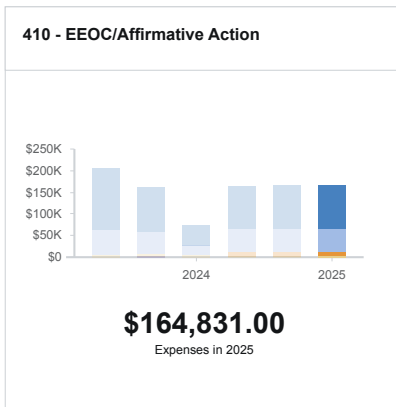 410 - EEOC/Affirmative Action
$250K
$200K
$150K
$100K
$50K
$0
2024
2025
$164,831.00
Expenses in 2025